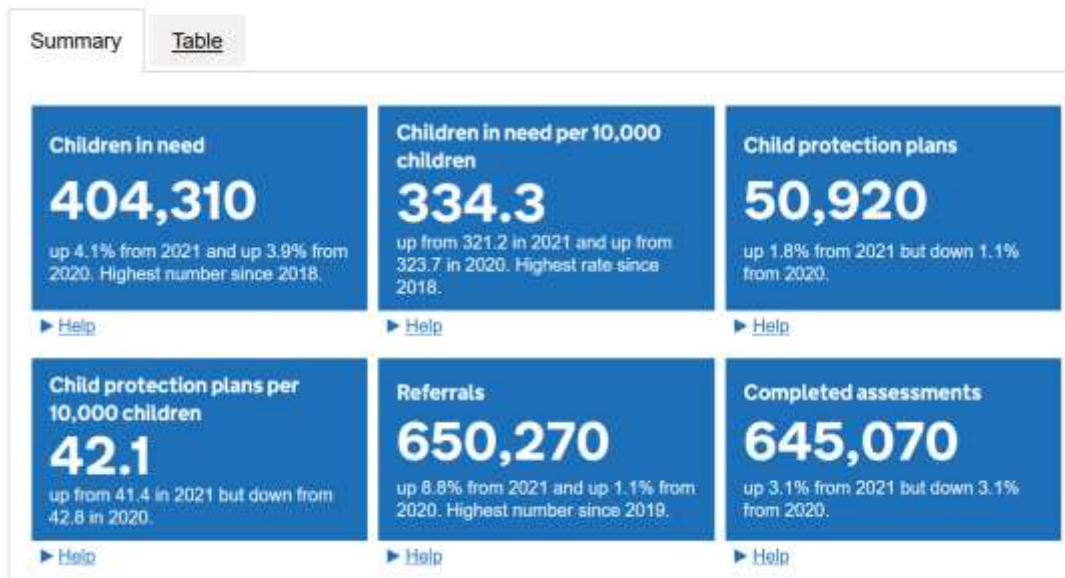 Summary
Table
Children in need
404,310
up 4.1% from 2021 and up 3.9% from
2020. Highest number since 2018.
Help
Children in need per 10,000
children
334.3
up from 321.2 in 2021 and up from
323.7 in 2020. Highest rate since
2018.
Help
Child protection plans
50,920
up 1.8% from 2021 but down 1.1%
from 2020.
Help
Child protection plans per
10,000 children
42.1
up from 41.4 in 2021 but down from
42.8 in 2020.
Help
Referrals
650,270
up 8.8% from 2021 and up 1.1% from
2020. Highest number since 2019.
Help
Completed assessments
645,070
up 3.1% from 2021 but down 3.1%
from 2020.
Help